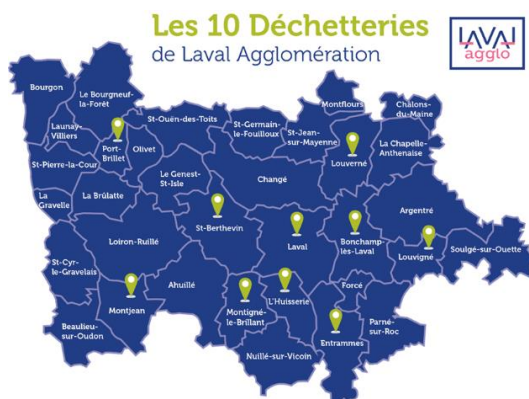 Les 10 Déchetteries
de Laval Agglomération
LAVAL
agglo
Bourgon
Le Bourgneuf-
la-Forêt
Launay-
Villiers
St-Ouën-des-Toits
St-Germain-
le-Fouilloux
Montflours
Châlons-
du-Maine
St-Jean-
sur-Mayenne
St-Pierre-la-Cour
Port-
Brillet
Olivet
Louverné
La Chapelle-
Anthenaise
Le Genest-
St-Isle
Changé
La
Gravelle
La Brûlatte
Argentré
St-Berthevin
Loiron-Ruillé
Laval
Bonchamp-
lès-Laval
Louvigné
Soulgé-sur-Ouette
St-Cyr-
le-Gravelais
Ahuillé
Montjean
Montigné-
le-Brillant
L'Huisserie
Forcé
Beaulieu-
sur-Oudon
Entrammes
Parné-
sur-Roc
Nuillé-sur-Vicoin